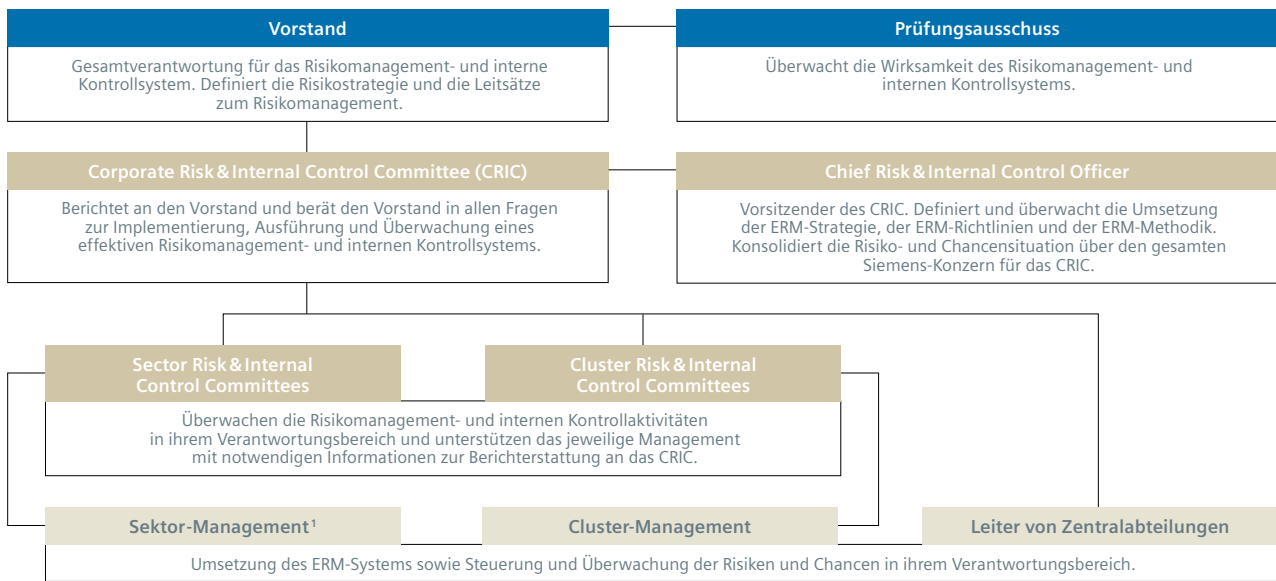 Vorstand
Gesamtverantwortung für das Risikomanagement- und interne
Kontrollsystem. Definiert die Risikostrategie und die Leitsätze
zum Risikomanagement.
Prüfungsausschuss
Überwacht die Wirksamkeit des Risikomanagement- und
internen Kontrollsystems.
Corporate Risk & Internal Control Committee (CRIC)
Berichtet an den Vorstand und berät den Vorstand in allen Fragen
zur Implementierung, Ausführung und Überwachung eines
effektiven Risikomanagement- und internen Kontrollsystems.
Chief Risk & Internal Control Officer
Vorsitzender des CRIC. Definiert und überwacht die Umsetzung
der ERM-Strategie, der ERM-Richtlinien und der ERM-Methodik.
Konsolidiert die Risiko- und Chancensituation über den gesamten
Siemens-Konzern für das CRIC.
Sector Risk & Internal
Control Committees
Cluster Risk & Internal
Control Committees
Überwachen die Risikomanagement- und internen Kontrollaktivitäten
in ihrem Verantwortungsbereich und unterstützen das jeweilige Management
mit notwendigen Informationen zur Berichterstattung an das CRIC.
Sektor-Management¹
Cluster-Management
Leiter von Zentralabteilungen
Umsetzung des ERM-Systems sowie Steuerung und Überwachung der Risiken und Chancen in ihrem Verantwortungsbereich.